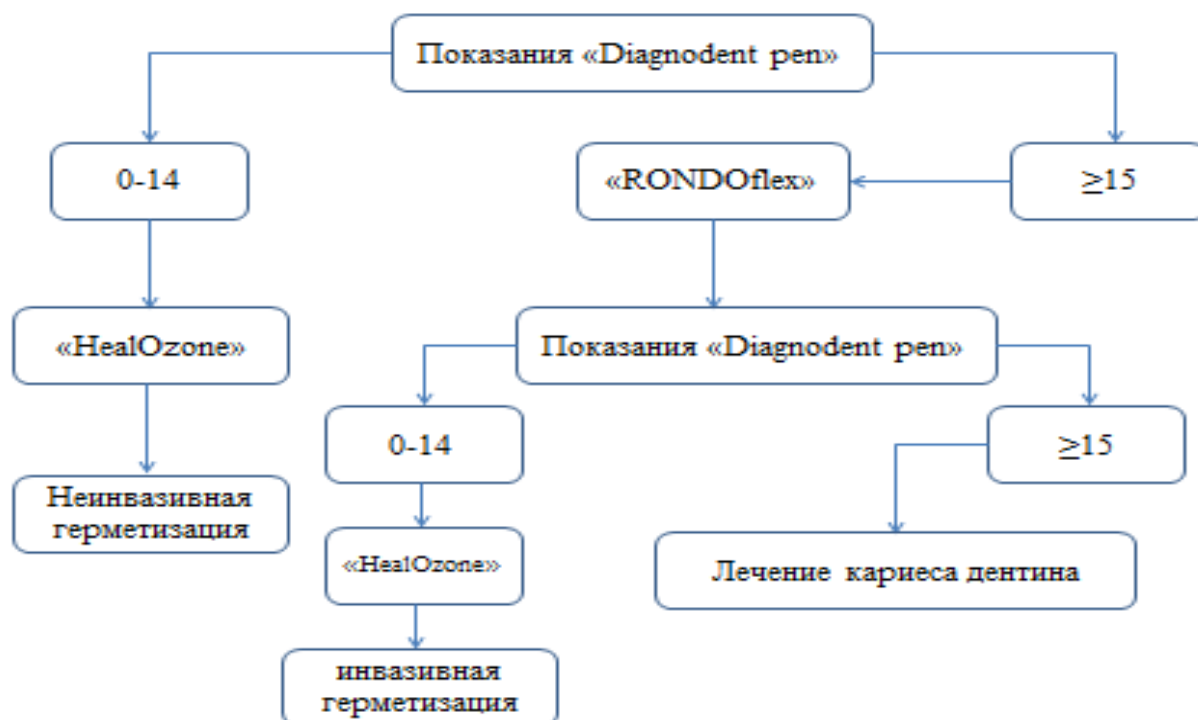 Показания «Diagnodent pen»
0-14
«RONDOflex»
≥15
«HealOzone»
Показания «Diagnodent pen»
0-14
≥15
Неинвазивная
герметизация
«HealOzone»
Лечение кариеса дентина
инвазивная
герметизация